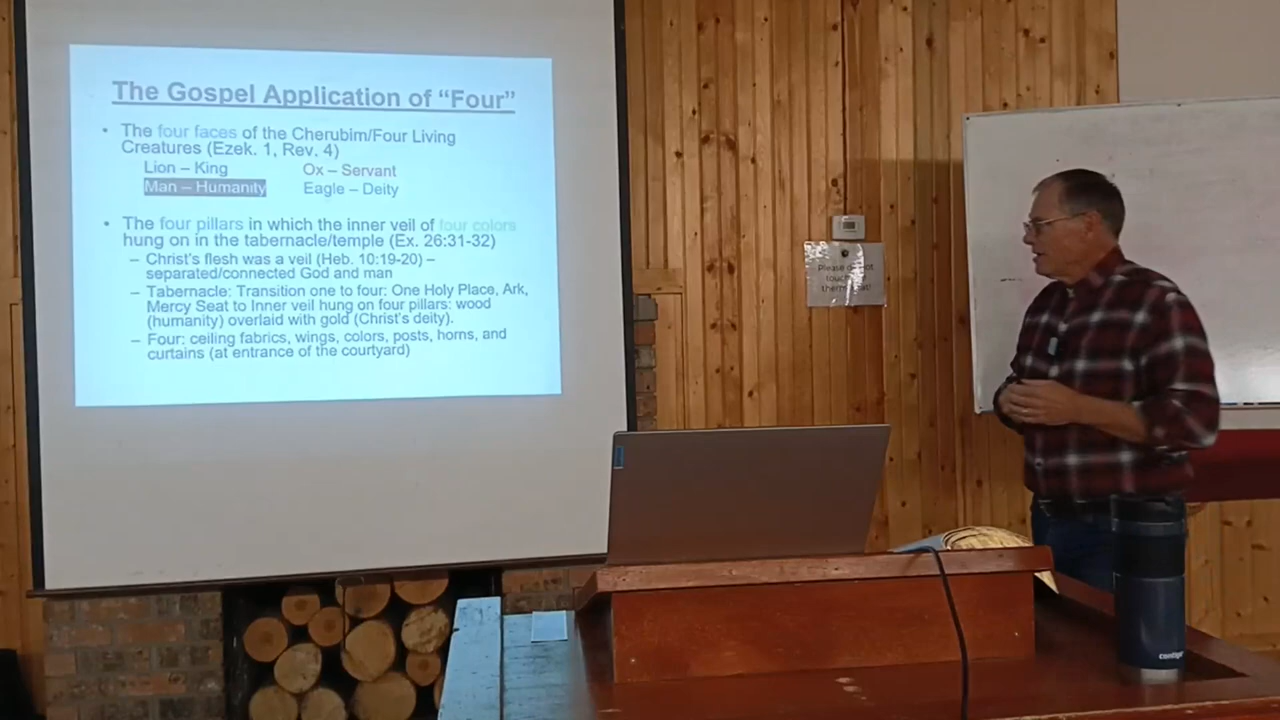 The Gospel Application of “Four”
• The four faces of the Cherubim/Four Living
Creatures (Ezek. 1, Rev. 4)
Lion – King Ox – Servant
Man – Humanity Eagle – Deity
• The four pillars in which the inner veil of four colors
hung on in the tabernacle/temple (Ex. 26:31-32)
– Christ's flesh was a veil (Heb. 10:19-20) –
separated/connected God and man
– Tabernacle: Transition one to four: One Holy Place, Ark,
Mercy Seat to Inner veil hung on four pillars: wood
(humanity) overlaid with gold (Christ's deity).
– Four: ceiling fabrics, wings, colors, posts, horns, and
curtains (at entrance of the courtyard)
Please not
touch
contigo